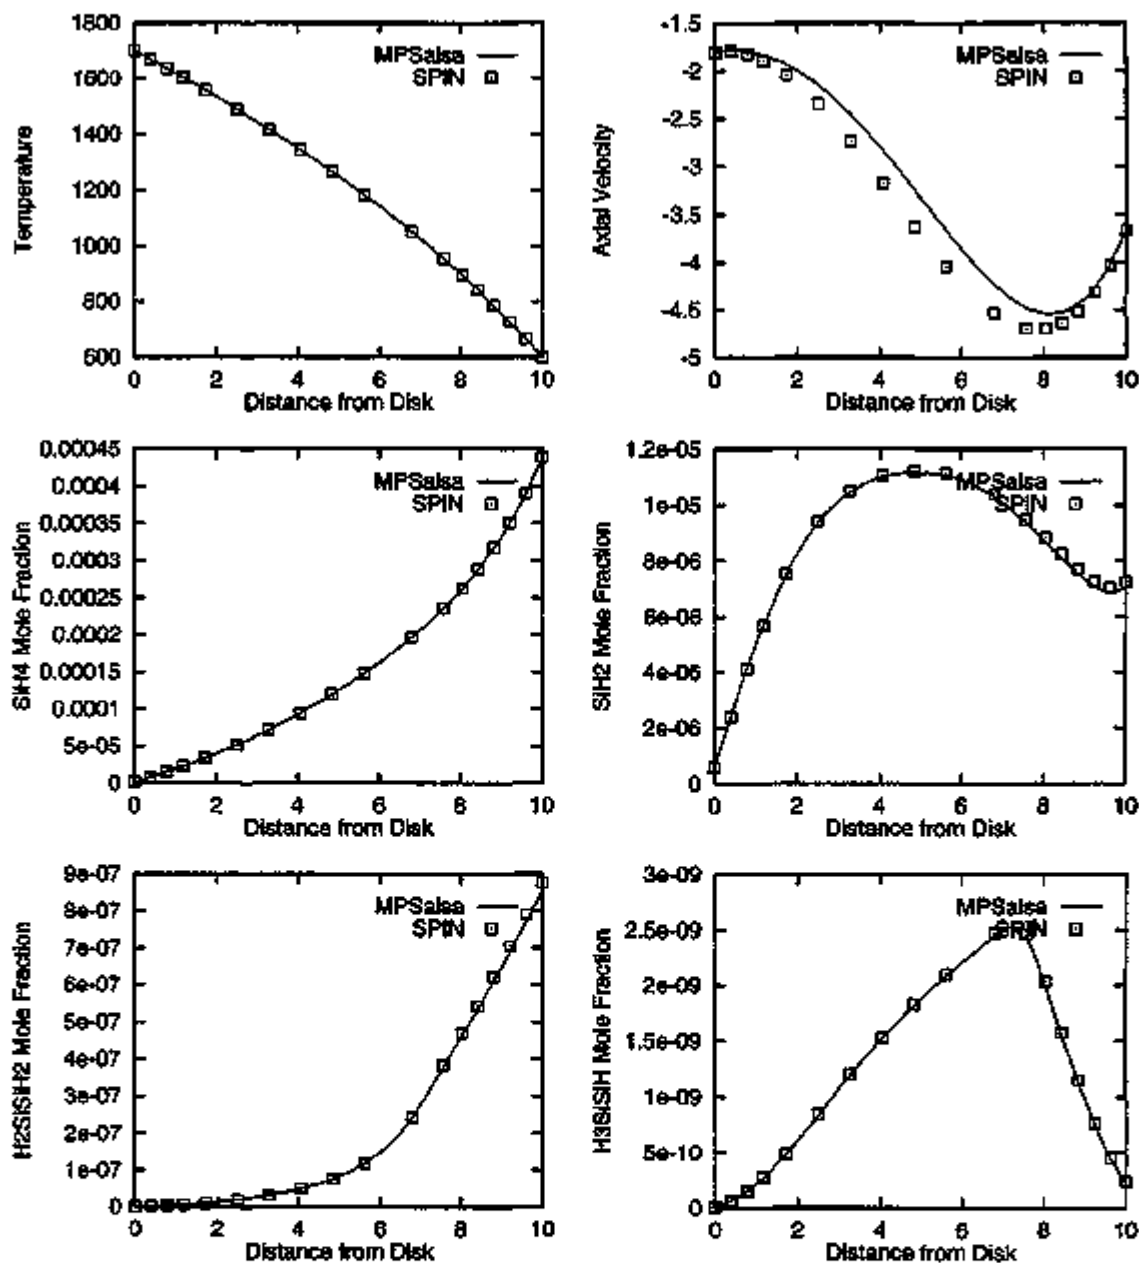 1800
1600
1400
1200
1000
800
600
Temperature
MPSalsa
SPIN
0 2 4 6 8 10
Distance from Disk
-1.5
-2
-2.5
-3
-3.5
-4
-4.5
-5
Axial Velocity
MPSalsa
SPIN
0 2 4 6 8 10
Distance from Disk
0.00045
0.0004
0.00035
0.0003
0.00025
0.0002
0.00015
0.0001
5e-05
0
SiH4 Mole Fraction
MPSalsa
SPIN
0 2 4 6 8 10
Distance from Disk
1.2e-05
1e-05
8e-06
6e-06
4e-06
2e-06
0
SiH2 Mole Fraction
MPSalsa
SPIN
0 2 4 6 8 10
Distance from Disk
9e-07
8e-07
7e-07
6e-07
5e-07
4e-07
3e-07
2e-07
1e-07
0
H2SiSiH2 Mole Fraction
MPSalsa
SPIN
0 2 4 6 8 10
Distance from Disk
3e-09
2.5e-09
2e-09
1.5e-09
1e-09
5e-10
0
H3SiSiH Mole Fraction
MPSalsa
SPIN
0 2 4 6 8 10
Distance from Disk